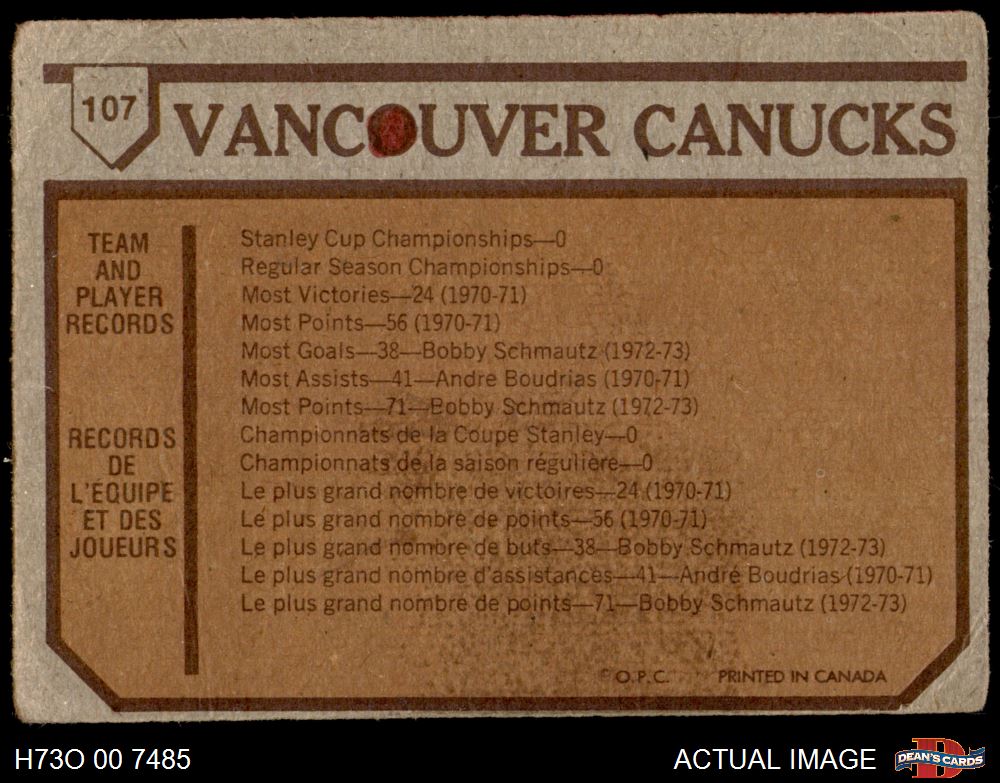 107
VANCOUVER CANUCKS
TEAM
AND
PLAYER
RECORDS
Stanley Cup Championships—0
Regular Season Championships—0
Most Victories—24 (1970-71)
Most Points—56 (1970-71)
Most Goals—38—Bobby Schmautz (1972-73)
Most Assists—41—Andre Boudrias (1970-71)
Most Points—71—Bobby Schmautz (1972-73)
RECORDS
DE
L'ÉQUIPE
ET DES
JOUEURS
Championnats de la Coupe Stanley—0
Championnats de la saison régulière—0
Le plus grand nombre de victoires—24 (1970-71)
Le plus grand nombre de points—56 (1970-71)
Le plus grand nombre de buts—38—Bobby Schmautz (1972-73)
Le plus grand nombre d'assistances—41—André Boudrias (1970-71)
Le plus grand nombre de points—71—Bobby Schmautz (1972-73)
© O.P.C. PRINTED IN CANADA
H73O 00 7485
ACTUAL IMAGE
DEAN'S CARDS